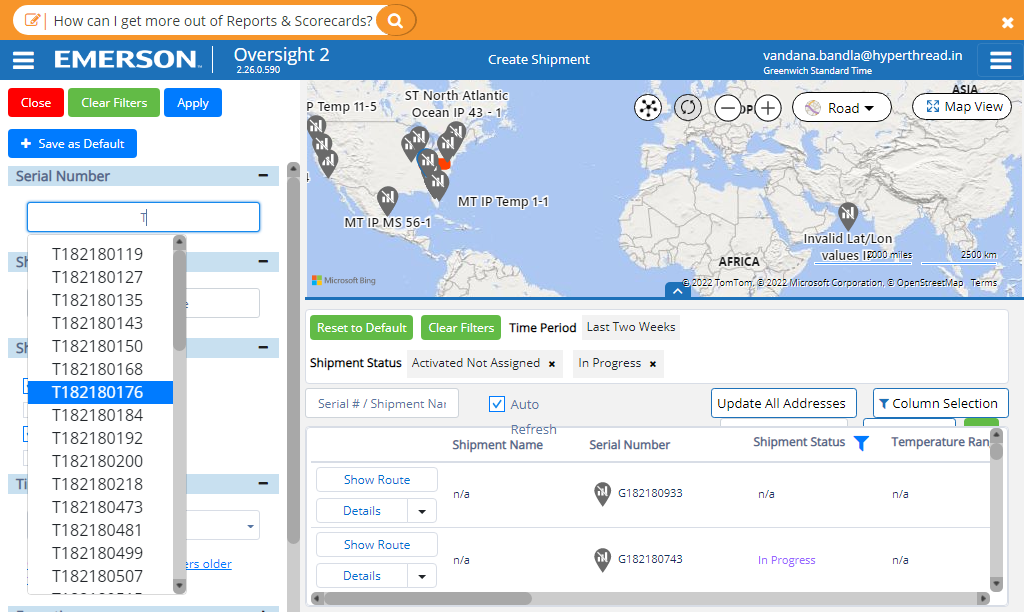 How can I get more out of Reports & Scorecards?
EMERSON
Oversight 2
2.26.0.590
Create Shipment
vandana.bandla@hyperthread.in
Greenwich Standard Time
Close
Clear Filters
Apply
Save as Default
Serial Number
T
T182180119
T182180127
T182180135
T182180143
T182180150
T182180168
T182180176
T182180184
T182180192
T182180200
T182180218
T182180473
T182180481
T182180499
T182180507
ers older
P Temp 11-5
ST North Atlantic
Ocean IP 43 - 1
MT IP Temp 1-1
MT IP MS 56-1
Road
Map View
ASIA
AFRICA
Invalid Lat/Lon
values IP
2000 miles
2500 km
Microsoft Bing
© 2022 TomTom, © 2022 Microsoft Corporation, © OpenStreetMap Terms
Reset to Default
Clear Filters
Time Period
Last Two Weeks
Shipment Status
Activated Not Assigned ×
In Progress ×
Serial # / Shipment Nar
Auto
Refresh
Update All Addresses
Column Selection
Shipment Name
Serial Number
Shipment Status
Temperature Ran
Show Route
Details
n/a
G182180933
n/a
n/a
Show Route
Details
n/a
G182180743
In Progress
n/a